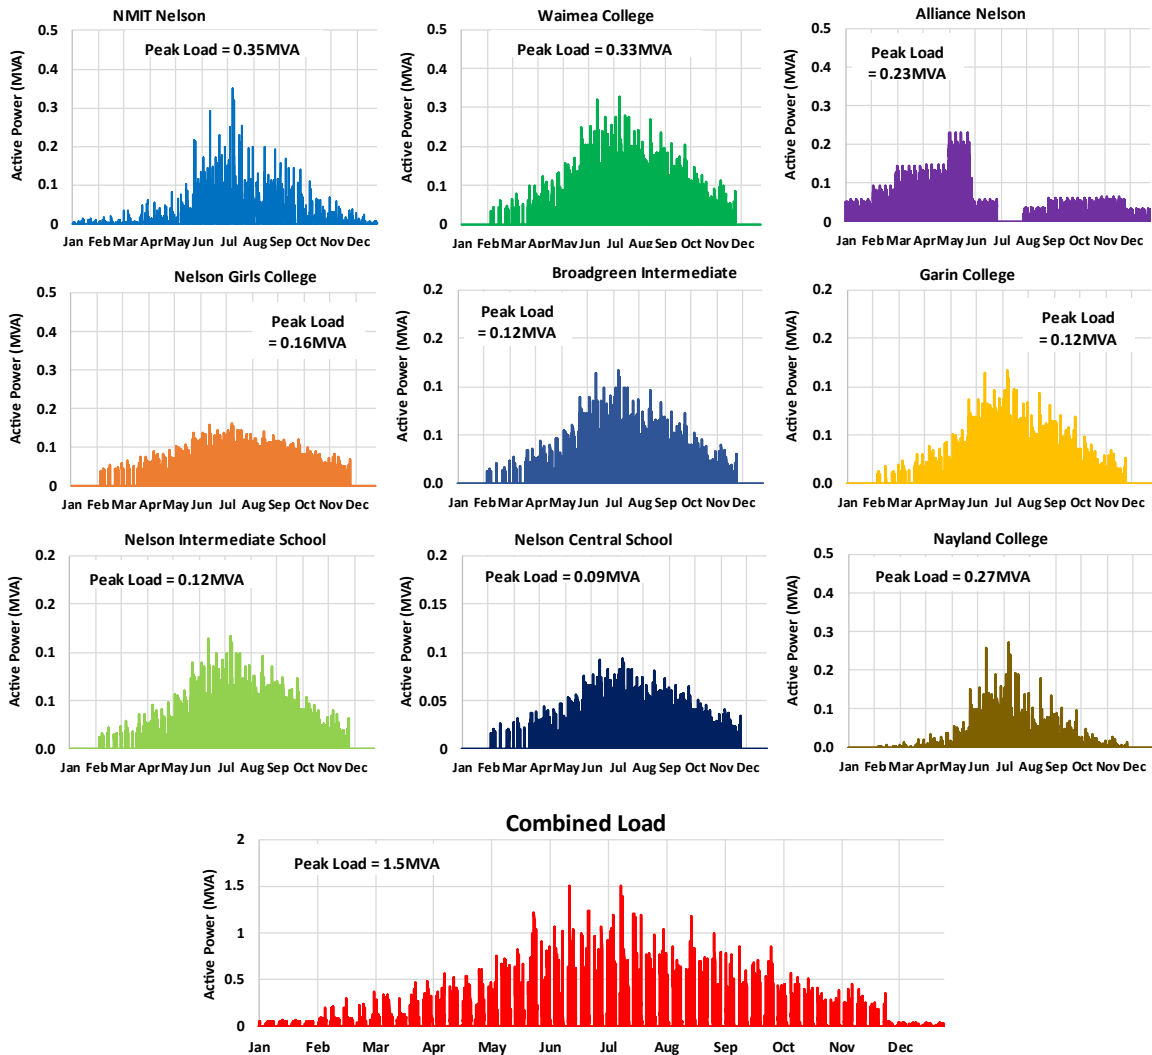 NMIT Nelson
Peak Load = 0.35MVA
Active Power (MVA)
0.5
0.4
0.3
0.2
0.1
0
Jan Feb Mar Apr May Jun Jul Aug Sep Oct Nov Dec
Waimea College
Peak Load = 0.33MVA
Active Power (MVA)
0.5
0.4
0.3
0.2
0.1
0
Jan Feb Mar Apr May Jun Jul Aug Sep Oct Nov Dec
Alliance Nelson
Peak Load
= 0.23MVA
Active Power (MVA)
0.5
0.4
0.3
0.2
0.1
0
Jan Feb Mar Apr May Jun Jul Aug Sep Oct Nov Dec
Nelson Girls College
Peak Load
= 0.16MVA
Active Power (MVA)
0.5
0.4
0.3
0.2
0.1
0
Jan Feb Mar Apr May Jun Jul Aug Sep Oct Nov Dec
Broadgreen Intermediate
Peak Load
= 0.12MVA
Active Power (MVA)
0.2
0.2
0.1
0.1
0.0
Jan Feb Mar Apr May Jun Jul Aug Sep Oct Nov Dec
Garin College
Peak Load
= 0.12MVA
Active Power (MVA)
0.2
0.2
0.1
0.1
0.0
Jan Feb Mar Apr May Jun Jul Aug Sep Oct Nov Dec
Nelson Intermediate School
Peak Load = 0.12MVA
Active Power (MVA)
0.2
0.2
0.1
0.1
0.0
Jan Feb Mar Apr May Jun Jul Aug Sep Oct Nov Dec
Nelson Central School
Peak Load = 0.09MVA
Active Power (MVA)
0.2
0.15
0.1
0.05
0
Jan Feb Mar Apr May Jun Jul Aug Sep Oct Nov Dec
Nayland College
Peak Load = 0.27MVA
Active Power (MVA)
0.5
0.4
0.3
0.2
0.1
0.0
Jan Feb Mar Apr May Jun Jul Aug Sep Oct Nov Dec
Combined Load
Peak Load = 1.5MVA
Active Power (MVA)
2
1.5
1
0.5
0
Jan Feb Mar Apr May Jun Jul Aug Sep Oct Nov Dec